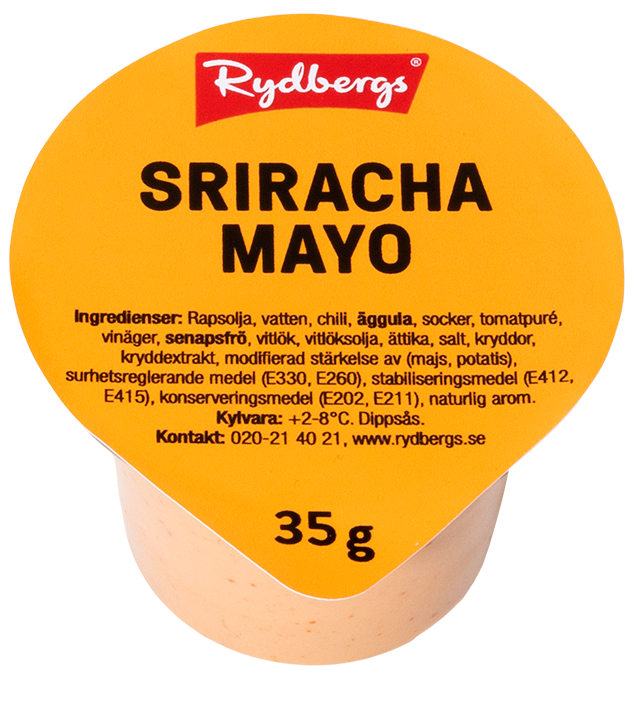 Rydbergs®
SRIRACHA
MAYO
Ingredienser: Rapsolja, vatten, chili, äggula, socker, tomatpuré,
vinäger, senapsfrö, vitlök, vitlöksolja, ättika, salt, kryddor,
kryddextrakt, modifierad stärkelse av (majs, potatis),
surhetsreglerande medel (E330, E260), stabiliseringsmedel (E412,
E415), konserveringsmedel (E202, E211), naturlig arom.
Kylvara: +2-8°C. Dippsås.
Kontakt: 020-21 40 21, www.rydbergs.se
35 g